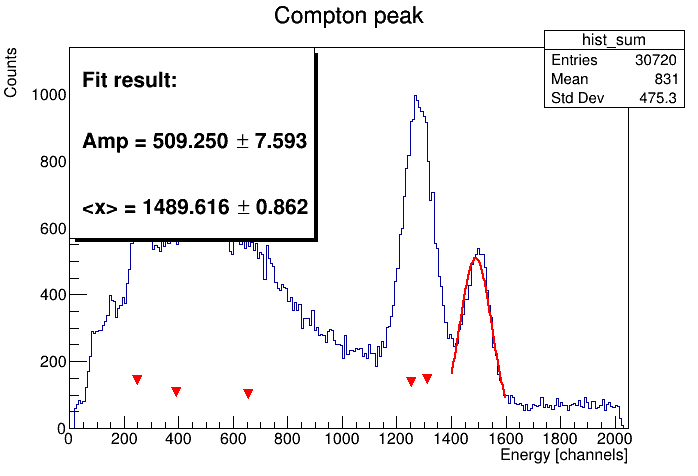 Compton peak
hist_sum
Entries 30720
Mean 831
Std Dev 475.3
Counts
Fit result:
Amp = 509.250 ± 7.593
<x> = 1489.616 ± 0.862
1000
800
600
400
200
0
0 200 400 600 800 1000 1200 1400 1600 1800 2000
Energy [channels]